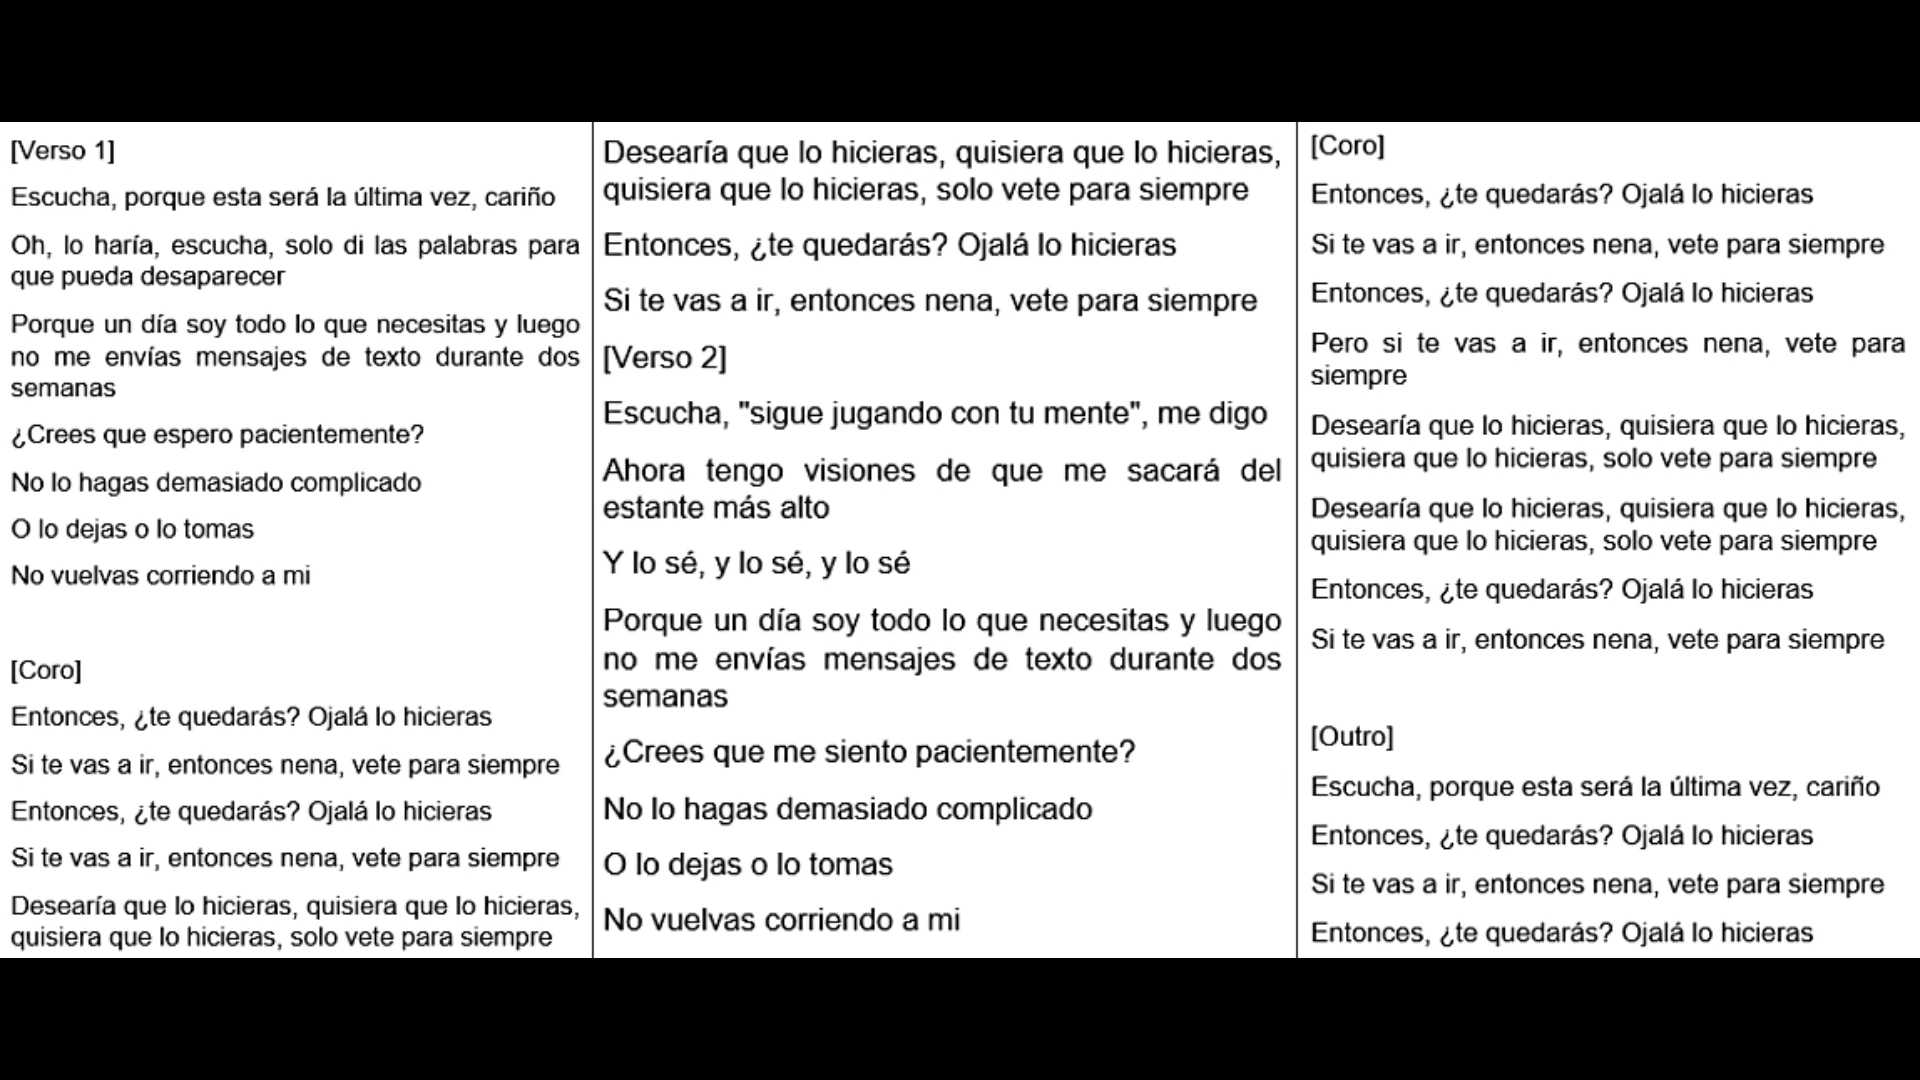 [Verso 1]
Escucha, porque esta será la última vez, cariño
Oh, lo haría, escucha, solo di las palabras para
que pueda desaparecer
Porque un día soy todo lo que necesitas y luego
no me envías mensajes de texto durante dos
semanas
¿Crees que espero pacientemente?
No lo hagas demasiado complicado
O lo dejas o lo tomas
No vuelvas corriendo a mi
[Coro]
Entonces, ¿te quedarás? Ojalá lo hicieras
Si te vas a ir, entonces nena, vete para siempre
Entonces, ¿te quedarás? Ojalá lo hicieras
Si te vas a ir, entonces nena, vete para siempre
Desearía que lo hicieras, quisiera que lo hicieras,
quisiera que lo hicieras, solo vete para siempre
Desearía que lo hicieras, quisiera que lo hicieras,
quisiera que lo hicieras, solo vete para siempre
Entonces, ¿te quedarás? Ojalá lo hicieras
Si te vas a ir, entonces nena, vete para siempre
[Verso 2]
Escucha, "sigue jugando con tu mente", me digo
Ahora tengo visiones de que me sacará del
estante más alto
Y lo sé, y lo sé, y lo sé
Porque un día soy todo lo que necesitas y luego
no me envías mensajes de texto durante dos
semanas
¿Crees que me siento pacientemente?
No lo hagas demasiado complicado
O lo dejas o lo tomas
No vuelvas corriendo a mi
[Coro]
Entonces, ¿te quedarás? Ojalá lo hicieras
Si te vas a ir, entonces nena, vete para siempre
Entonces, ¿te quedarás? Ojalá lo hicieras
Pero si te vas a ir, entonces nena, vete para
siempre
Desearía que lo hicieras, quisiera que lo hicieras,
quisiera que lo hicieras, solo vete para siempre
Desearía que lo hicieras, quisiera que lo hicieras,
quisiera que lo hicieras, solo vete para siempre
Entonces, ¿te quedarás? Ojalá lo hicieras
Si te vas a ir, entonces nena, vete para siempre
[Outro]
Escucha, porque esta será la última vez, cariño
Entonces, ¿te quedarás? Ojalá lo hicieras
Si te vas a ir, entonces nena, vete para siempre
Entonces, ¿te quedarás? Ojalá lo hicieras